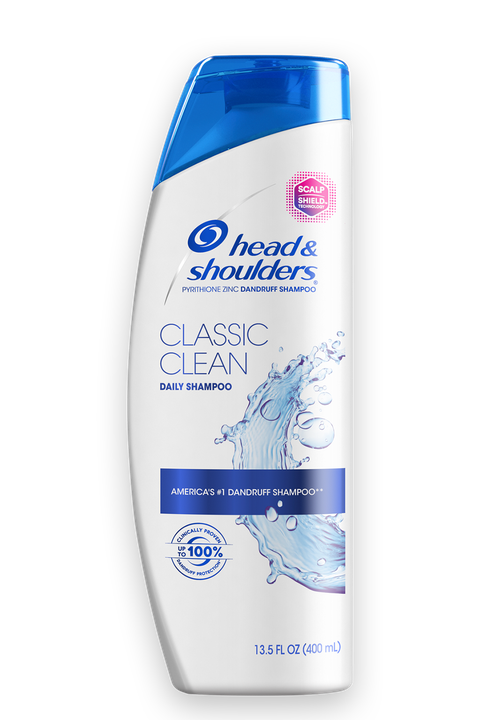 SCALP
SHIELD
TECHNOLOGY
head &
shoulders®
PYRITHIONE ZINC DANDRUFF SHAMPOO
CLASSIC
CLEAN
DAILY SHAMPOO
AMERICA'S #1 DANDRUFF SHAMPOO**
CLINICALLY PROVEN
UP TO 100%
DANDRUFF PROTECTION*
13.5 FL OZ (400 mL)